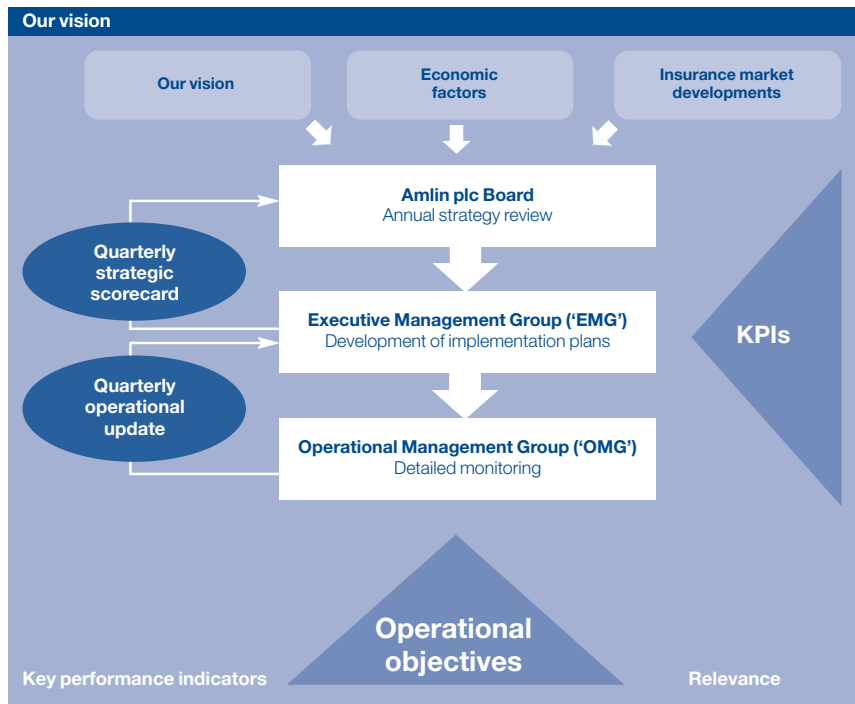 Our vision
Our vision
Economic
factors
Insurance market
developments
Amlin plc Board
Annual strategy review
Quarterly
strategic
scorecard
Executive Management Group (‘EMG’)
Development of implementation plans
KPIs
Quarterly
operational
update
Operational Management Group (‘OMG’)
Detailed monitoring
Operational
objectives
Key performance indicators
Relevance